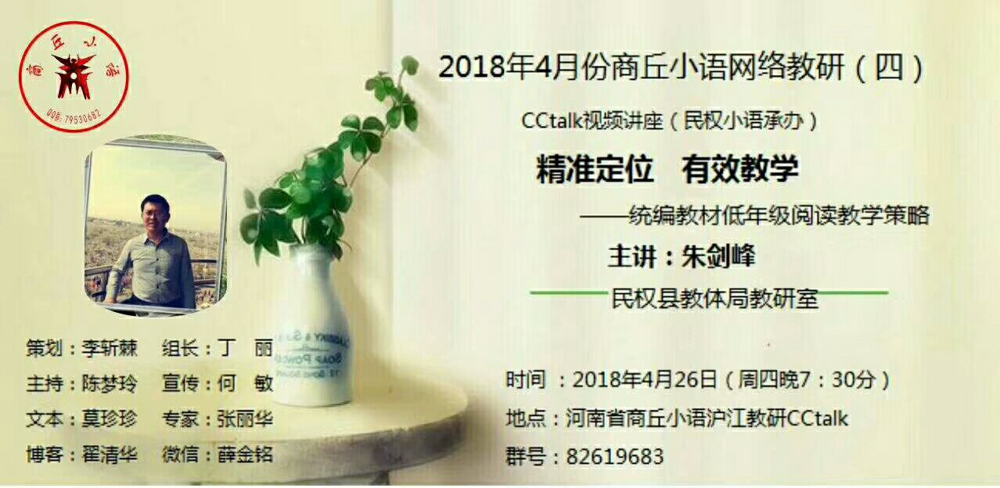 商丘小语
QQ群:79530682
2018年4月份商丘小语网络教研（四）
CCtalk视频讲座（民权小语承办）
精准定位　有效教学
——统编教材低年级阅读教学策略
主讲：朱剑峰
民权县教体局教研室
策划：李斩棘　组长：丁　丽
主持：陈梦玲　宣传：何　敏
文本：莫珍珍　专家：张丽华
博客：翟清华　微信：薛金铭
SOAP POWDER
时间 ：2018年4月26日（周四晚7：30分）
地点：河南省商丘小语沪江教研CCtalk
群号：82619683